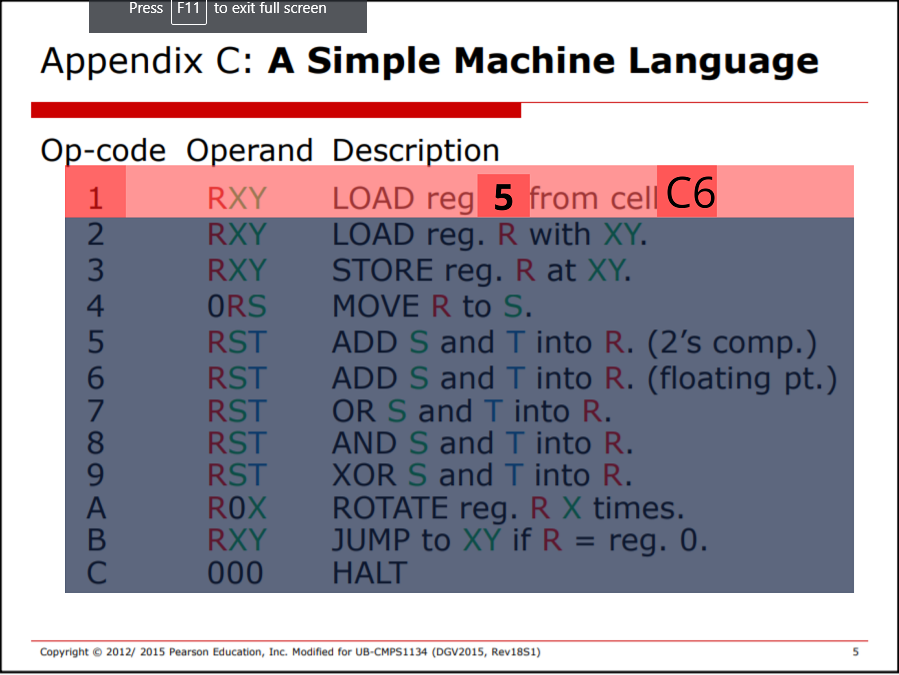 Press F11 to exit full screen
Appendix C: A Simple Machine Language
Op-code Operand Description
1 RXY LOAD reg 5 from cell C6
2 RXY LOAD reg. R with XY.
3 RXY STORE reg. R at XY.
4 0RS MOVE R to S.
5 RST ADD S and T into R. (2’s comp.)
6 RST ADD S and T into R. (floating pt.)
7 RST OR S and T into R.
8 RST AND S and T into R.
9 RST XOR S and T into R.
A R0X ROTATE reg. R X times.
B RXY JUMP to XY if R = reg. 0.
C 000 HALT
Copyright © 2012/ 2015 Pearson Education, Inc. Modified for UB-CMPS1134 (DGV2015, Rev18S1) 5